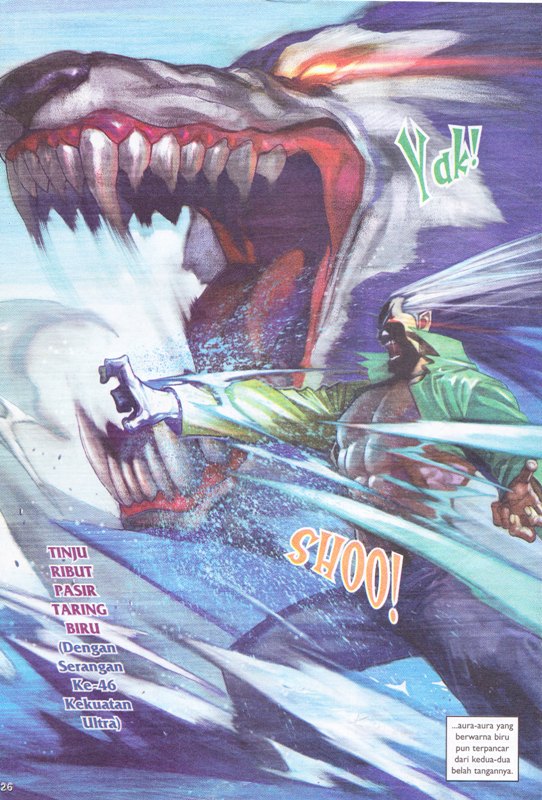 Yak!
SHOO!
TINJU
RIBUT
PASIR
TARING
BIRU
(Dengan
Serangan
Ke-46
Kekuatan
Ultra)
...aura-aura yang
berwarna biru
pun terpancar
dari kedua-dua
belah tangannya.
26